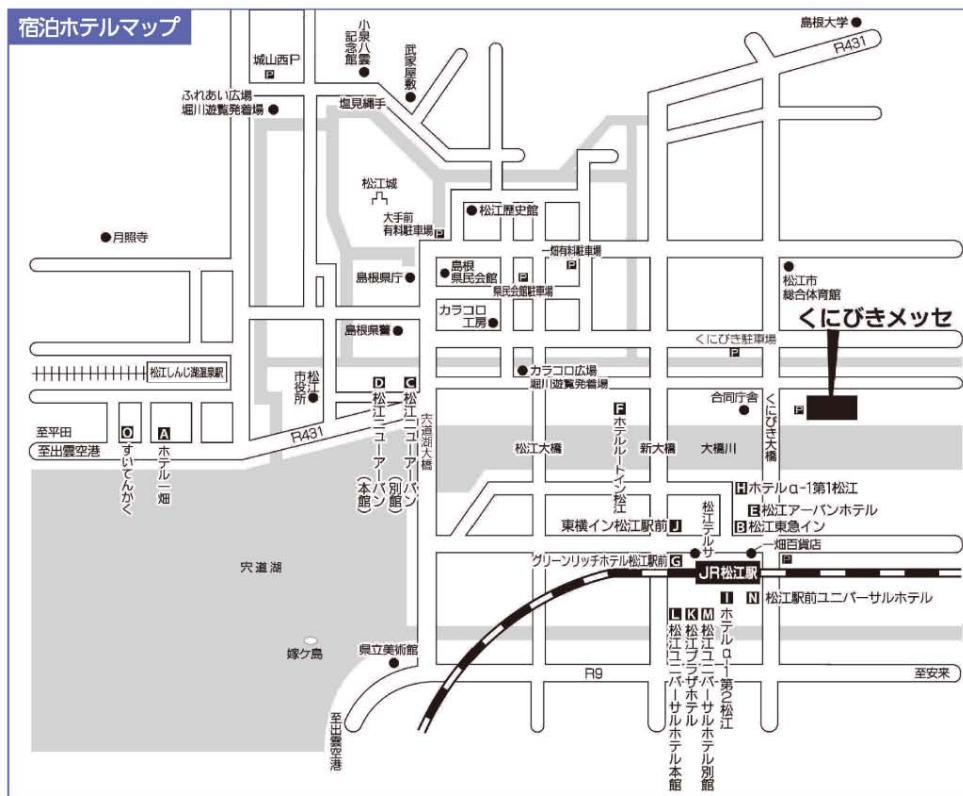 宿泊ホテルマップ
島根大学
R431
小泉八雲
記念館
武家屋敷
城山西P
P
ふれあい広場
堀川遊覧発着場
塩見縄手
松江城
大手前
有料駐車場
P
松江歴史館
月照寺
一畑有料駐車場
P
島根県庁
島根
県民会館
P
県民会館駐車場
松江市
総合体育館
カラコロ
工房
くにびきメッセ
島根県警
くにびき駐車場
P
松江しんじ湖温泉駅
松江
市役所
カラコロ広場
堀川遊覧発着場
合同庁舎
P
くにびき大橋
D 松江ニューアーバン(本館)
C 松江ニューアーバン(別館)
宍道湖大橋
F ホテルルートイン松江
至平田
至出雲空港
O すいてんかく
A ホテル一畑
R431
松江大橋
新大橋
大橋川
H ホテルα-1第1松江
E 松江アーバンホテル
東横イン松江駅前 J
松江テルサ
B 松江東急イン
一畑百貨店
P
グリーンリッチホテル松江駅前 G
JR松江駅
宍道湖
I ホテルα-1第2松江
N 松江駅前ユニバーサルホテル
L 松江ユニバーサルホテル本館
K 松江プラザホテル
M 松江ユニバーサルホテル別館
嫁ケ島
県立美術館
R9
至安来
至出雲空港